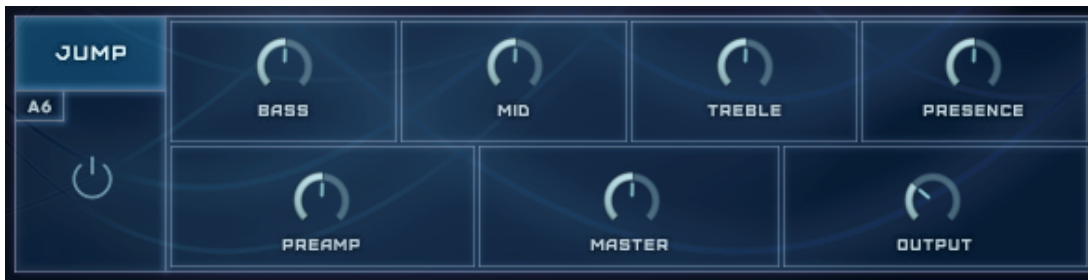 JUMP
A6
BASS
MID
TREBLE
PRESENCE
PREAMP
MASTER
OUTPUT